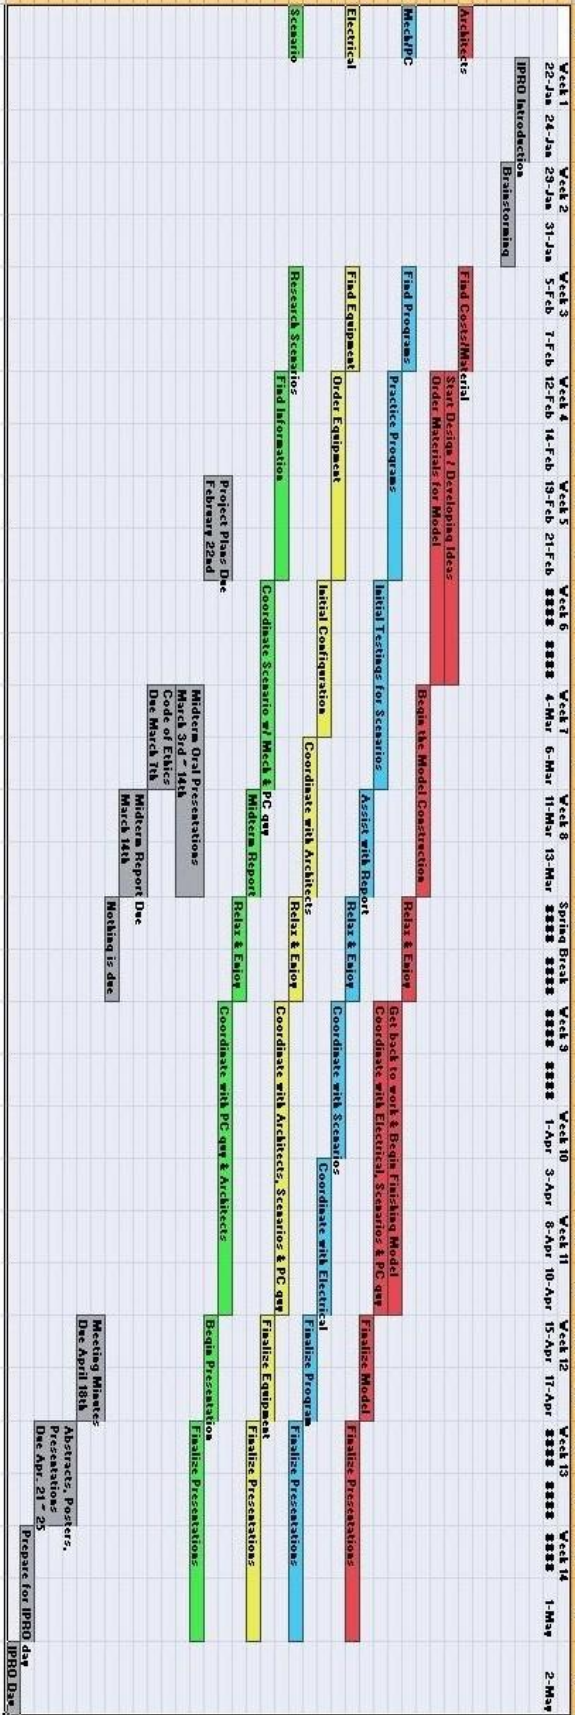 Week 1 Week 2 Week 3 Week 4 Week 5 Week 6 Week 7 Week 8 Spring Break Week 9 Week 10 Week 11 Week 12 Week 13 Week 14
22-Jan 24-Jan 29-Jan 31-Jan 5-Feb 7-Feb 12-Feb 14-Feb 19-Feb 21-Feb #### #### 4-Mar 6-Mar 11-Mar 13-Mar #### #### #### #### 1-Apr 3-Apr 8-Apr 10-Apr 15-Apr 17-Apr #### #### #### 1-May 2-May
IPRO Introduction
Brainstorming
Architects
Find Costs/Material
Start Design / Developing Ideas
Order Materials for Model
Begin the Model Construction
Relax & Enjoy
Get back to work & Begin Finishing Model
Coordinate with Electrical, Scenarios & PC guy
Finalize Model
Finalize Presentations
Mech/PC
Find Programs
Practice Programs
Initial Testings for Scenarios
Assist with Report
Relax & Enjoy
Coordinate with Scenarios
Coordinate with Electrical
Finalize Program
Finalize Presentations
Electrical
Find Equipment
Order Equipment
Initial Configuration
Coordinate with Architects
Relax & Enjoy
Coordinate with Architects, Scenarios & PC guy
Finalize Equipment
Finalize Presentations
Scenario
Research Scenarios
Find Information
Coordinate Scenario w/ Mech & PC guy
Midterm Report
Relax & Enjoy
Coordinate with PC guy & Architects
Begin Presentation
Finalize Presentations
Project Plans Due
February 22nd
Midterm Oral Presentations
March 3rd - 14th
Code of Ethics
Due March 7th
Midterm Report Due
March 14th
Nothing is due
Meeting Minutes
Due April 18th
Abstracts, Posters,
Presentations
Due Apr. 21 - 25
Prepare for IPRO day
IPRO Day